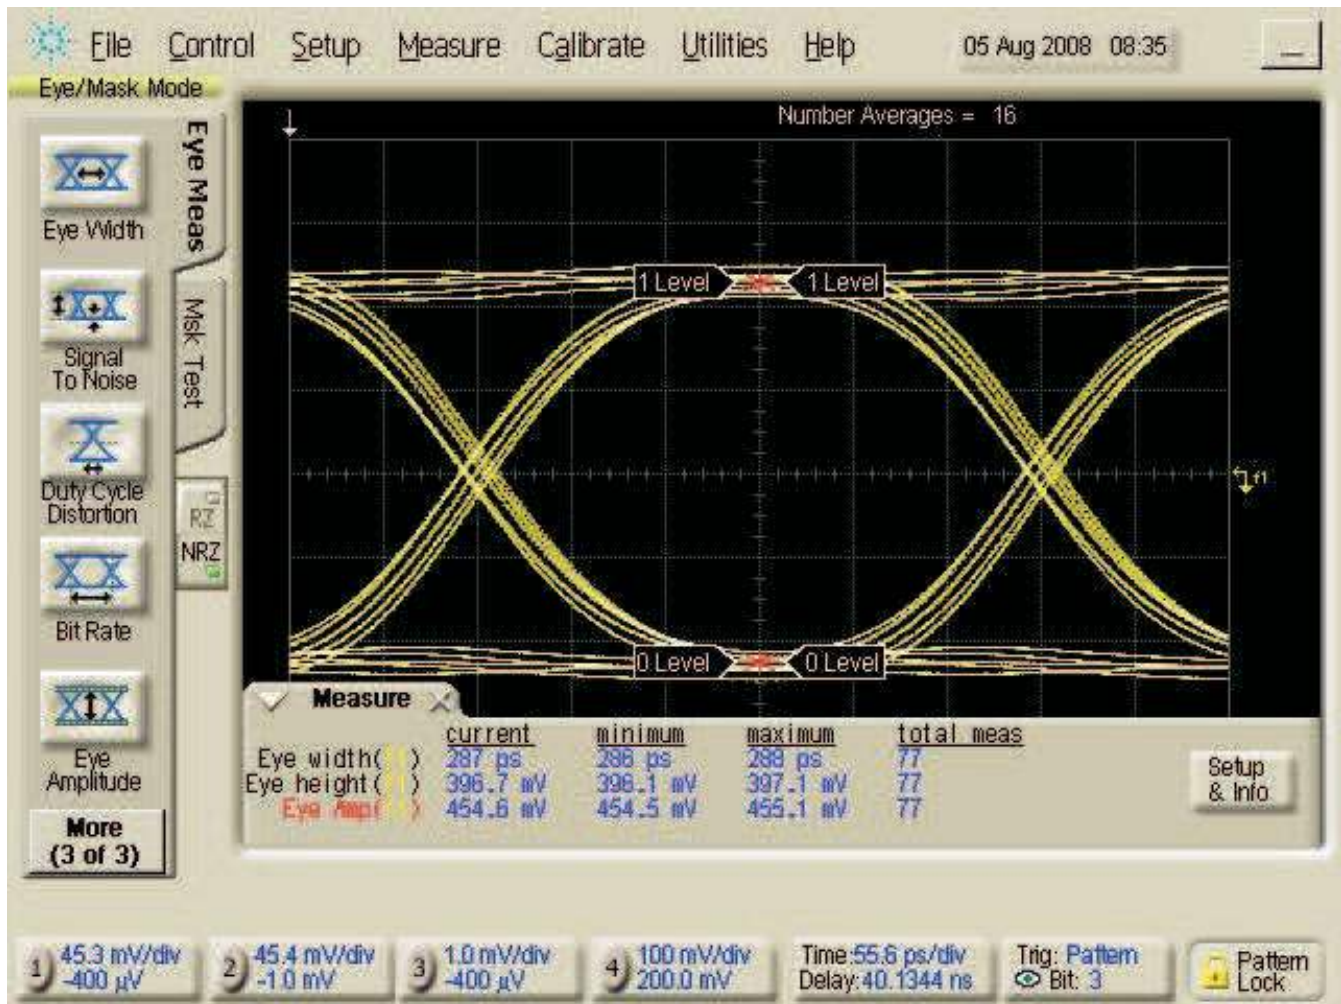 File Control Setup Measure Calibrate Utilities Help 05 Aug 2008 08:35
Eye/Mask Mode
Number Averages = 16
Eye Meas
Msk Test
RZ
NRZ
Eye Width
Signal
To Noise
Duty Cycle
Distortion
Bit Rate
Eye
Amplitude
More
(3 of 3)
1 Level 1 Level
f1
0 Level 0 Level
Measure
current minimum maximum total meas
Eye width( ) 287 ps 286 ps 288 ps 77
Eye height( ) 396.7 mV 396.1 mV 397.1 mV 77
Eye Amp( ) 454.6 mV 454.5 mV 455.1 mV 77
Setup
& Info
1) 45.3 mV/div
-400 µV
2) 45.4 mV/div
-1.0 mV
3) 1.0 mV/div
-400 µV
4) 100 mV/div
200.0 mV
Time:55.6 ps/div
Delay:40.1344 ns
Trig: Pattern
Bit: 3
Pattern
Lock